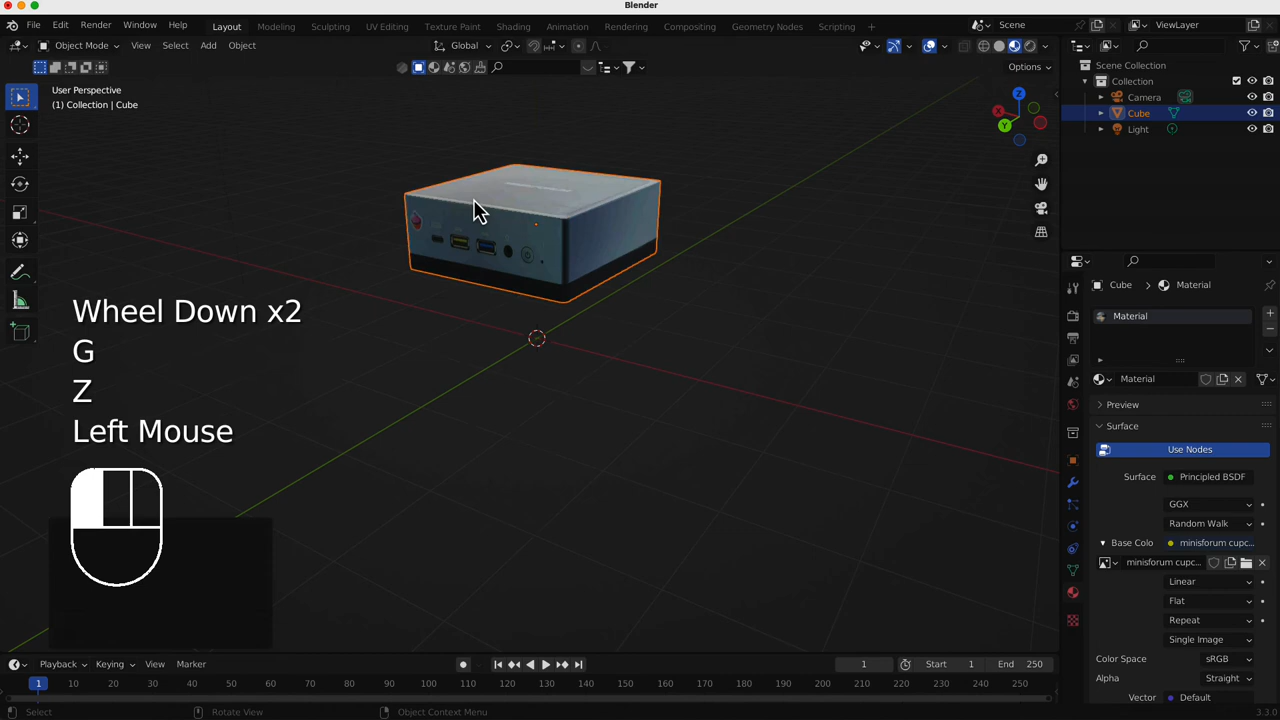 Blender
File Edit Render Window Help Layout Modeling Sculpting UV Editing Texture Paint Shading Animation Rendering Compositing Geometry Nodes Scripting + Scene ViewLayer
Object Mode View Select Add Object Global
Options
User Perspective
(1) Collection | Cube
Z
X
Y
Scene Collection
Collection
Camera
Cube
Light
Wheel Down x2
G
Z
Left Mouse
Cube > Material
Material
Material
Preview
Surface
Use Nodes
Surface Principled BSDF
GGX
Random Walk
Base Colo minisforum cupc...
minisforum cupc...
Linear
Flat
Repeat
Single Image
Color Space sRGB
Alpha Straight
Vector Default
Playback Keying View Marker 1 Start 1 End 250
1 10 20 30 40 50 60 70 80 90 100 110 120 130 140 150 160 170 180 190 200 210 220 230 240 250
Select Rotate View Object Context Menu 3.3.0